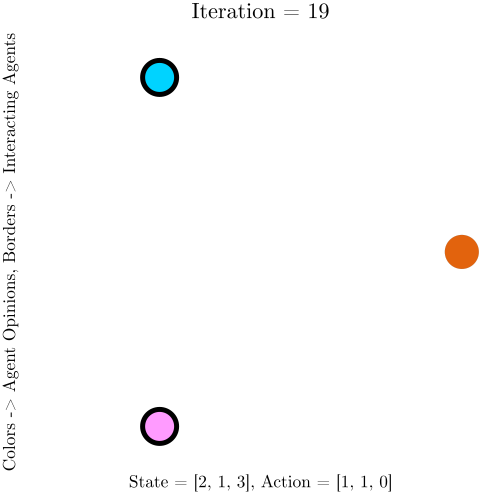 Iteration = 19
Colors -> Agent Opinions, Borders -> Interacting Agents
State = [2, 1, 3], Action = [1, 1, 0]